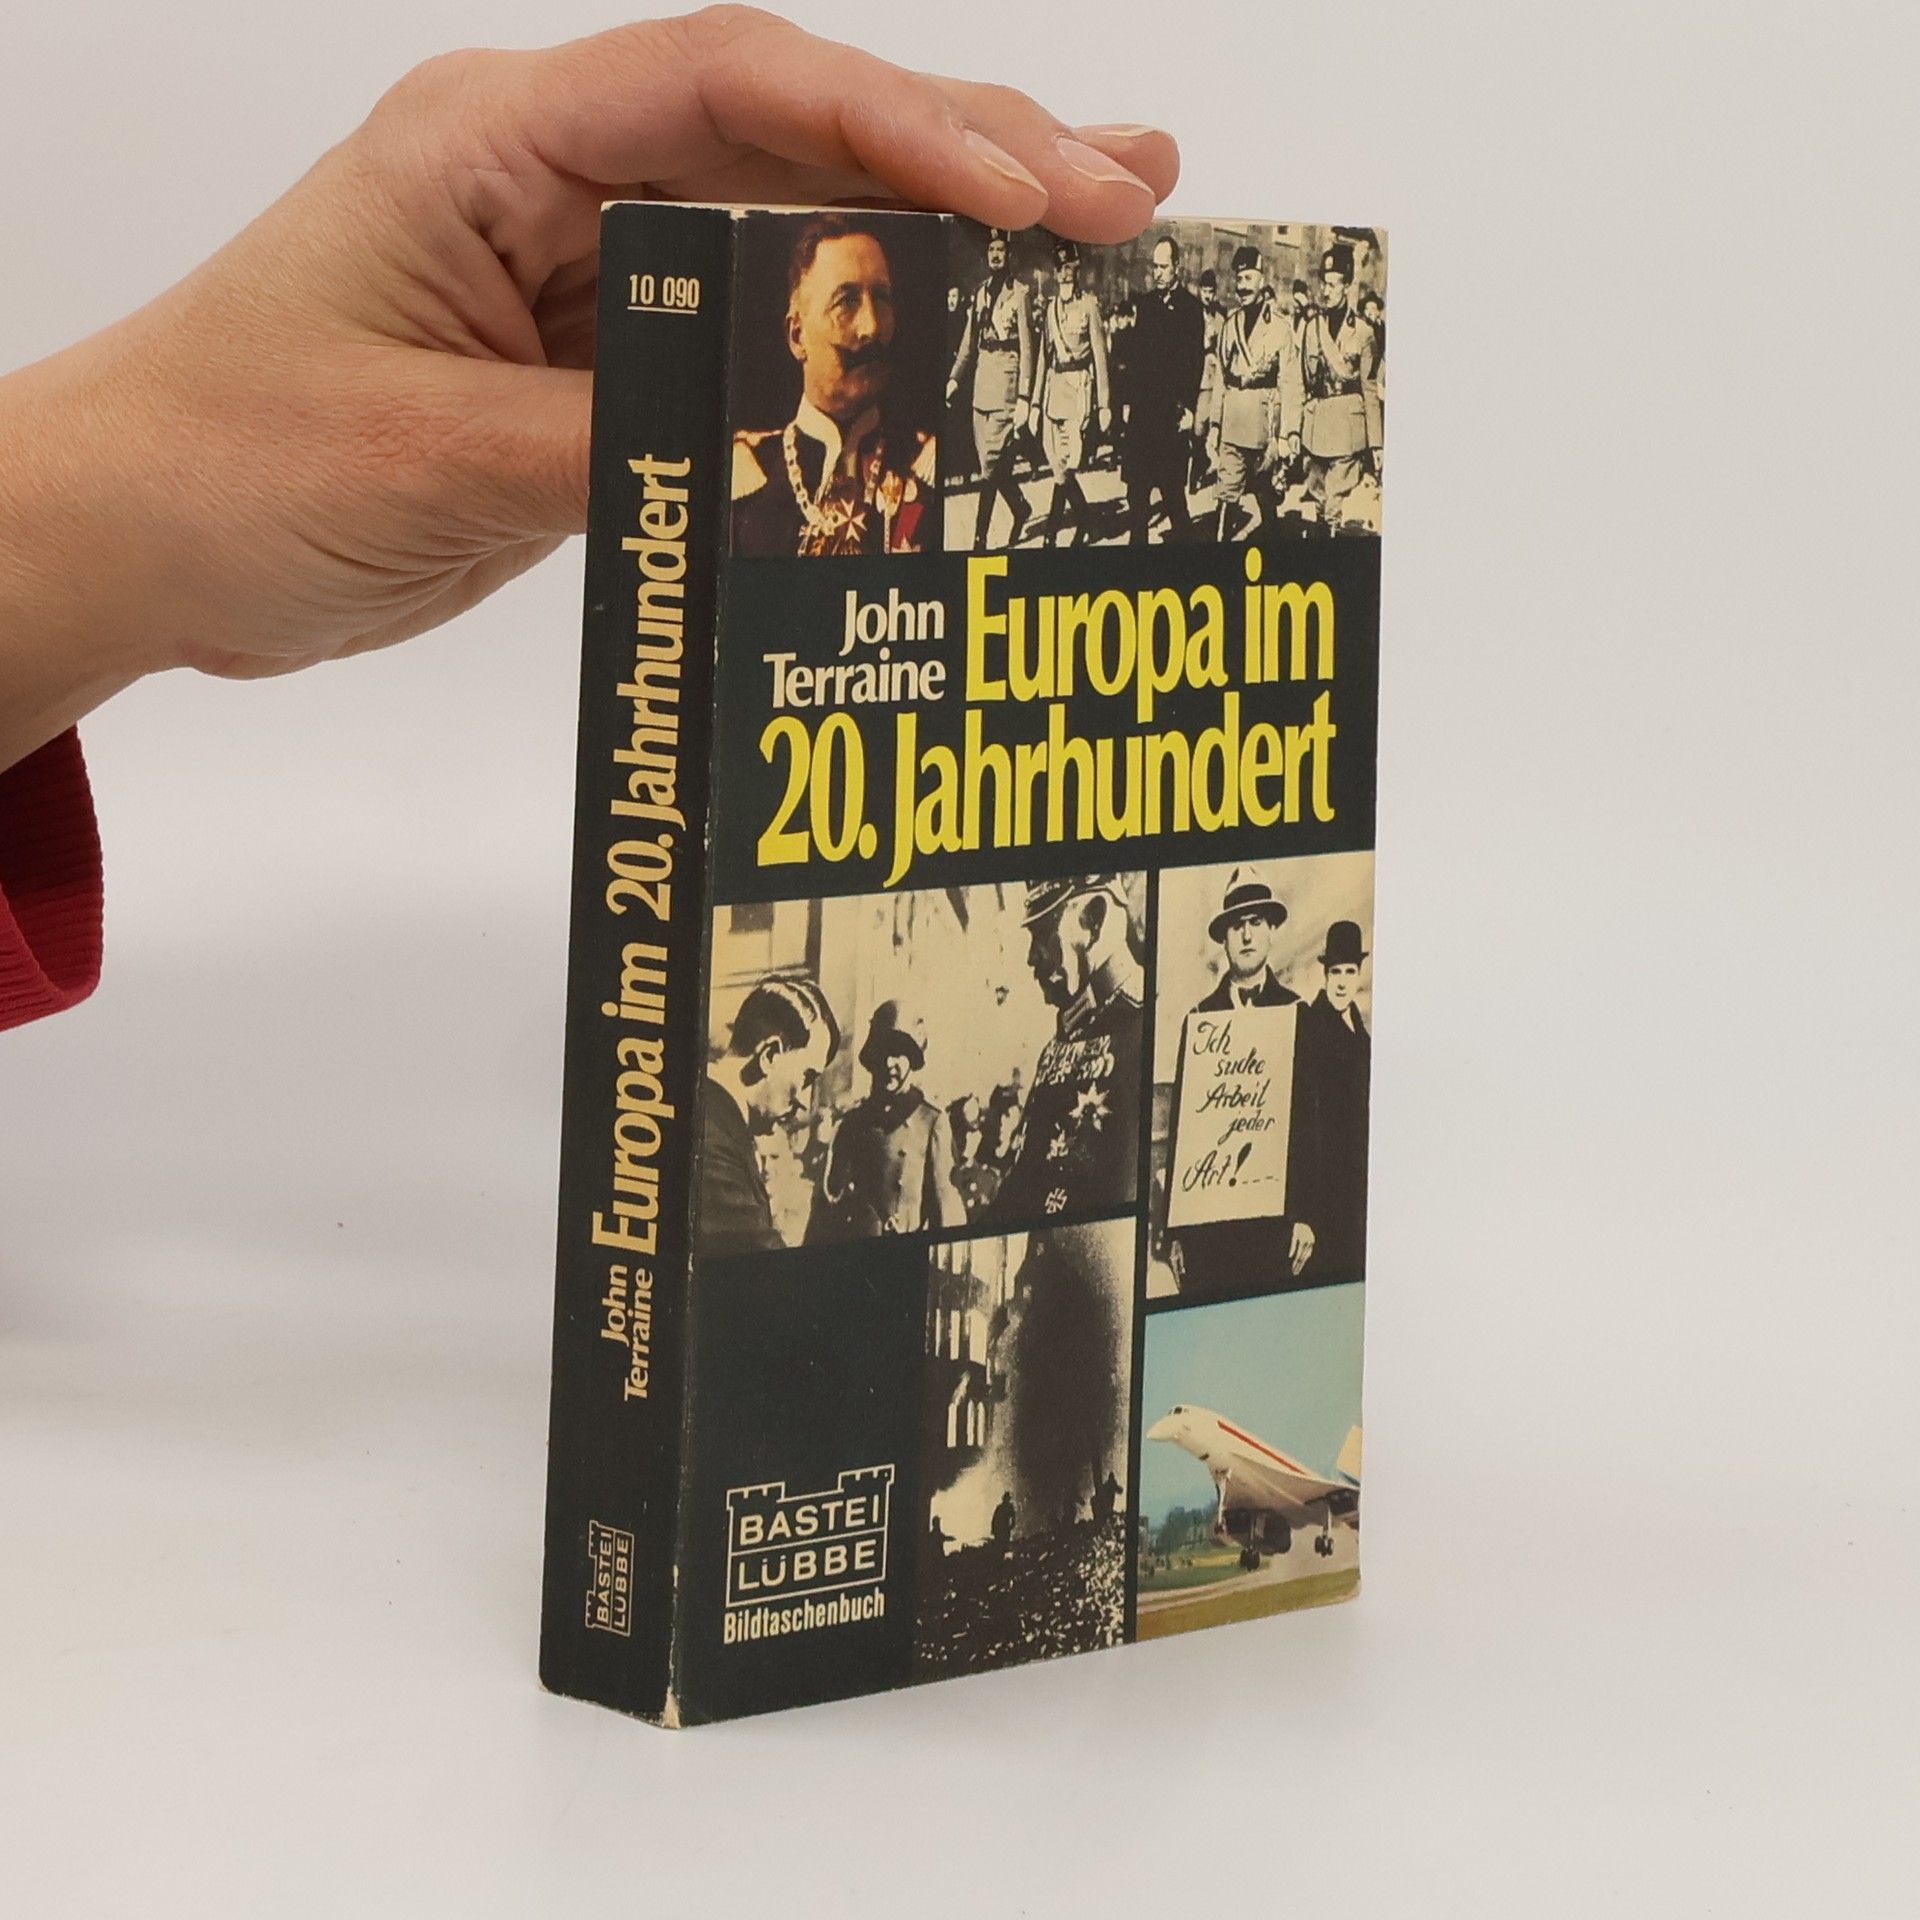 10 090
John Terraine Europa im 20. Jahrhundert
BASTEI
LÜBBE
John
Terraine
Europa im
20. Jahrhundert
Ich
suche
Arbeit
jeder
Art!---
BASTEI
LÜBBE
Bildtaschenbuch